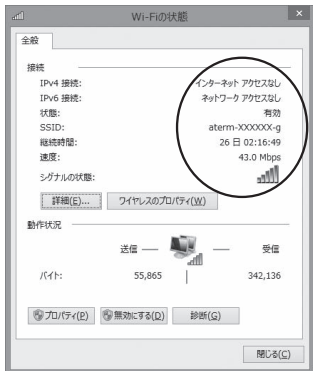 Wi-Fiの状態
×
全般
接続
IPv4 接続: インターネット アクセスなし
IPv6 接続: ネットワーク アクセスなし
状態: 有効
SSID: aterm-XXXXXX-g
継続時間: 26 日 02:16:49
速度: 43.0 Mbps
シグナルの状態:
詳細(E)... ワイヤレスのプロパティ(W)
動作状況
送信 — — 受信
バイト: 55,865 | 342,136
プロパティ(P) 無効にする(D) 診断(G)
閉じる(C)